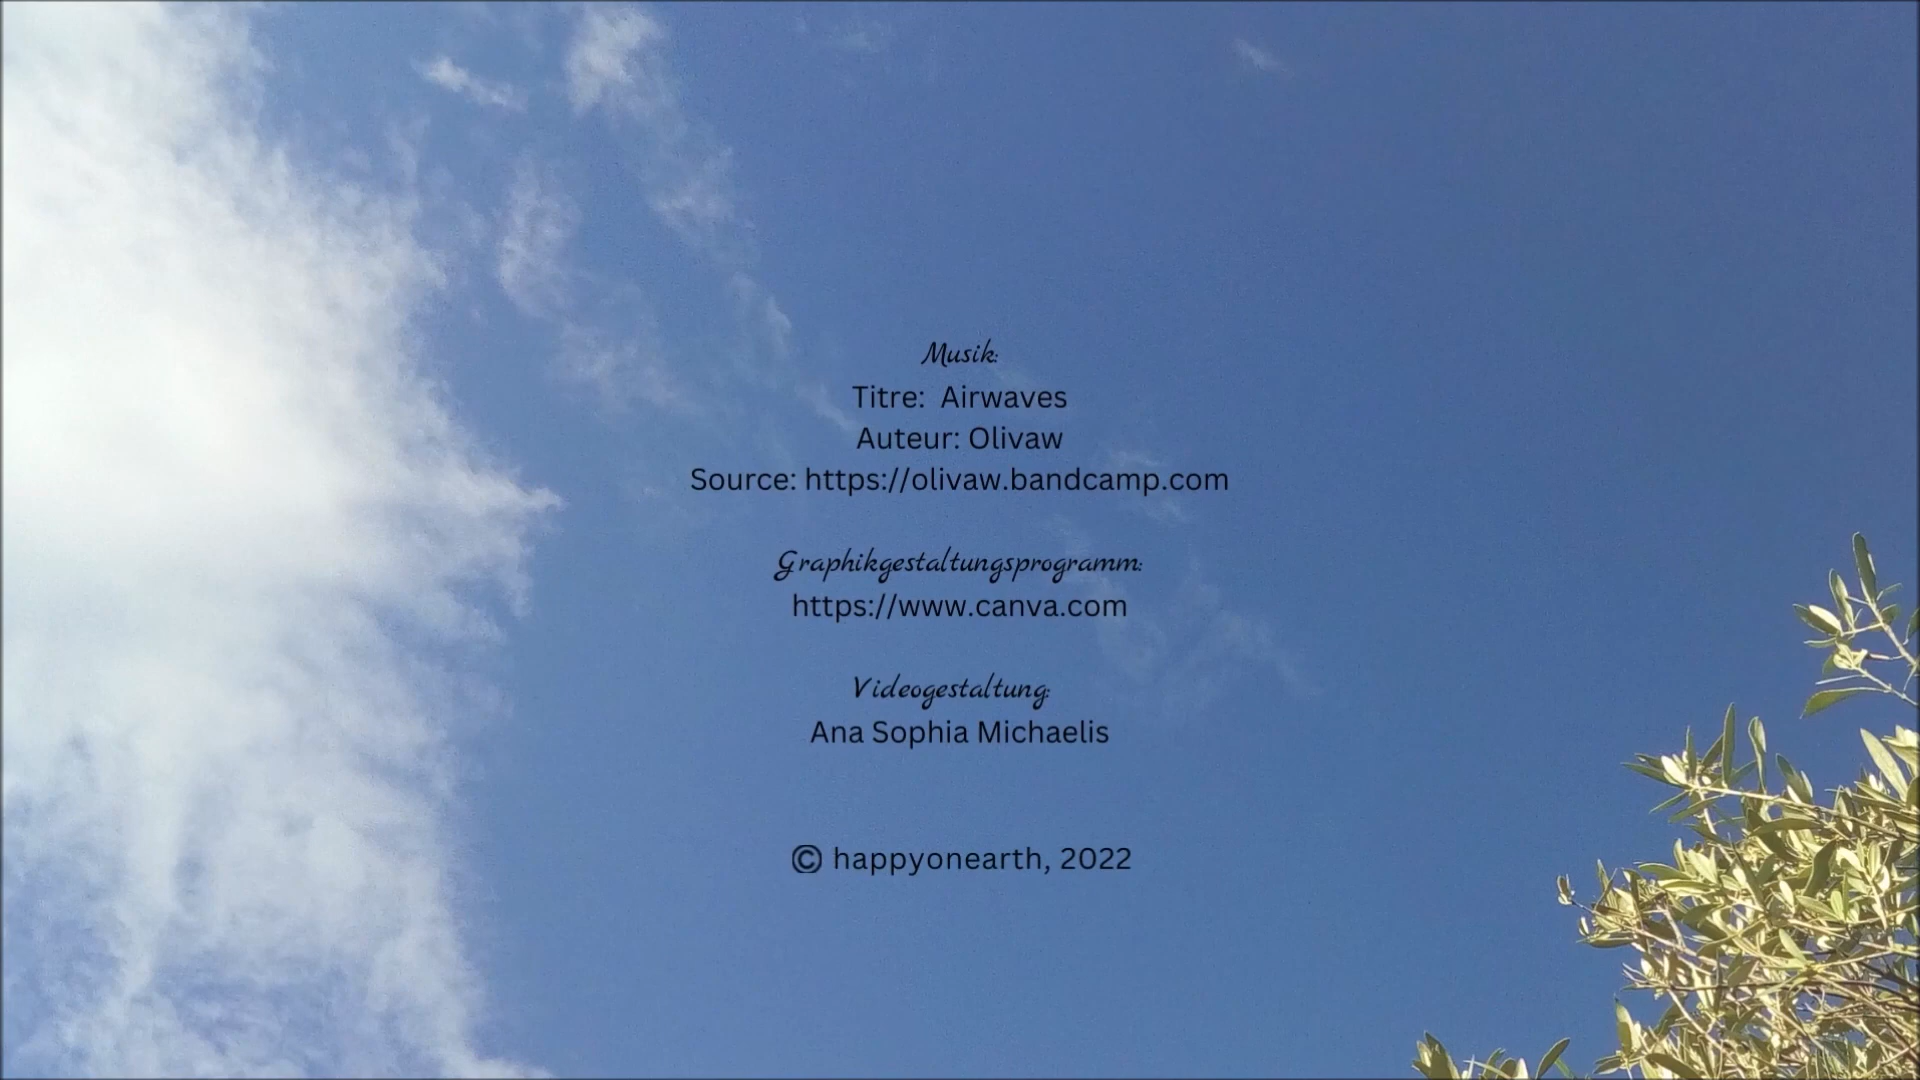 Musik:
Titre:  Airwaves
Auteur: Olivaw
Source: https://olivaw.bandcamp.com
Graphikgestaltungsprogramm:
https://www.canva.com
Videogestaltung:
Ana Sophia Michaelis
© happyonearth, 2022